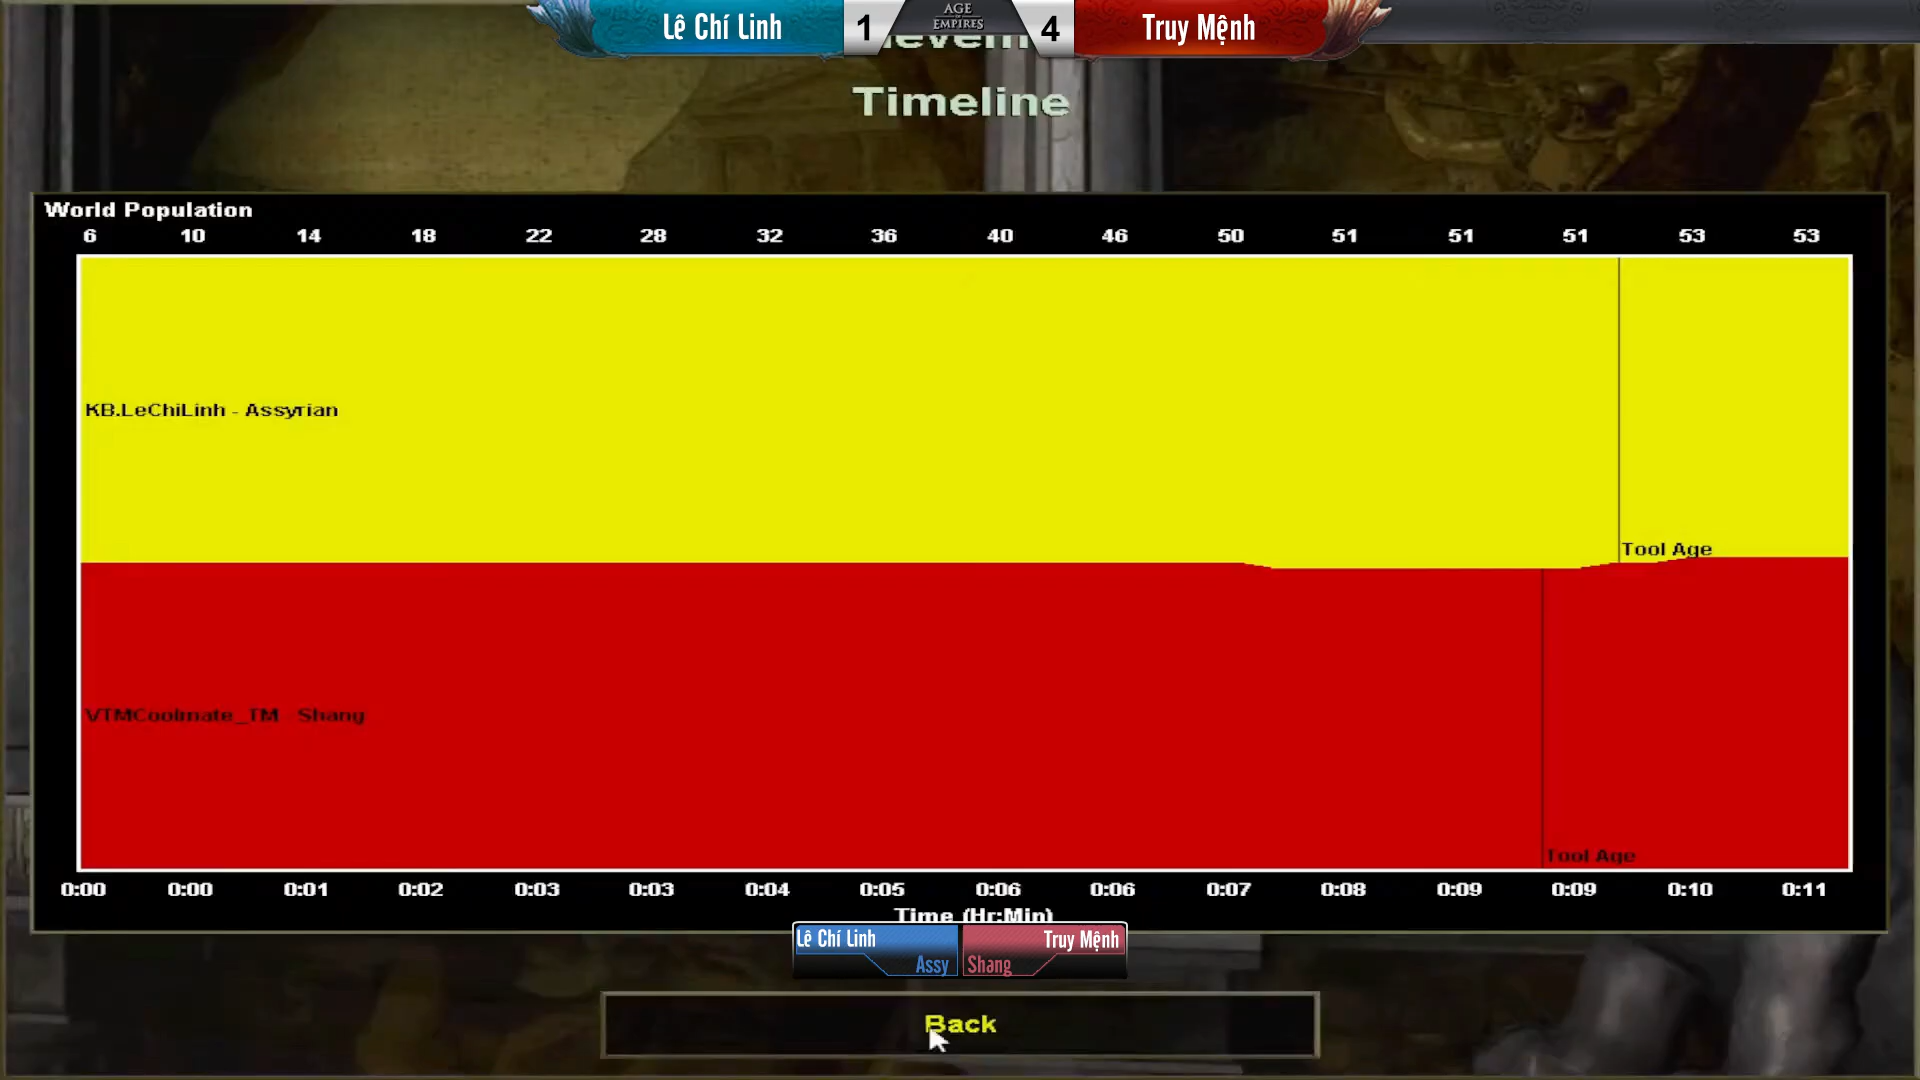 Lê Chí Linh 1 AGE OF EMPIRES 4 Truy Mệnh
Timeline
World Population
6 10 14 18 22 28 32 36 40 46 50 51 51 51 53 53
KB.LeChiLinh - Assyrian
Tool Age
VTMCoolmate_TM - Shang
Tool Age
0:00 0:00 0:01 0:02 0:03 0:03 0:04 0:05 0:06 0:06 0:07 0:08 0:09 0:09 0:10 0:11
Time (Hr:Min)
Lê Chí Linh Truy Mệnh
Assy Shang
Back